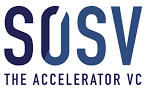 SOSV
THE ACCELERATOR VC